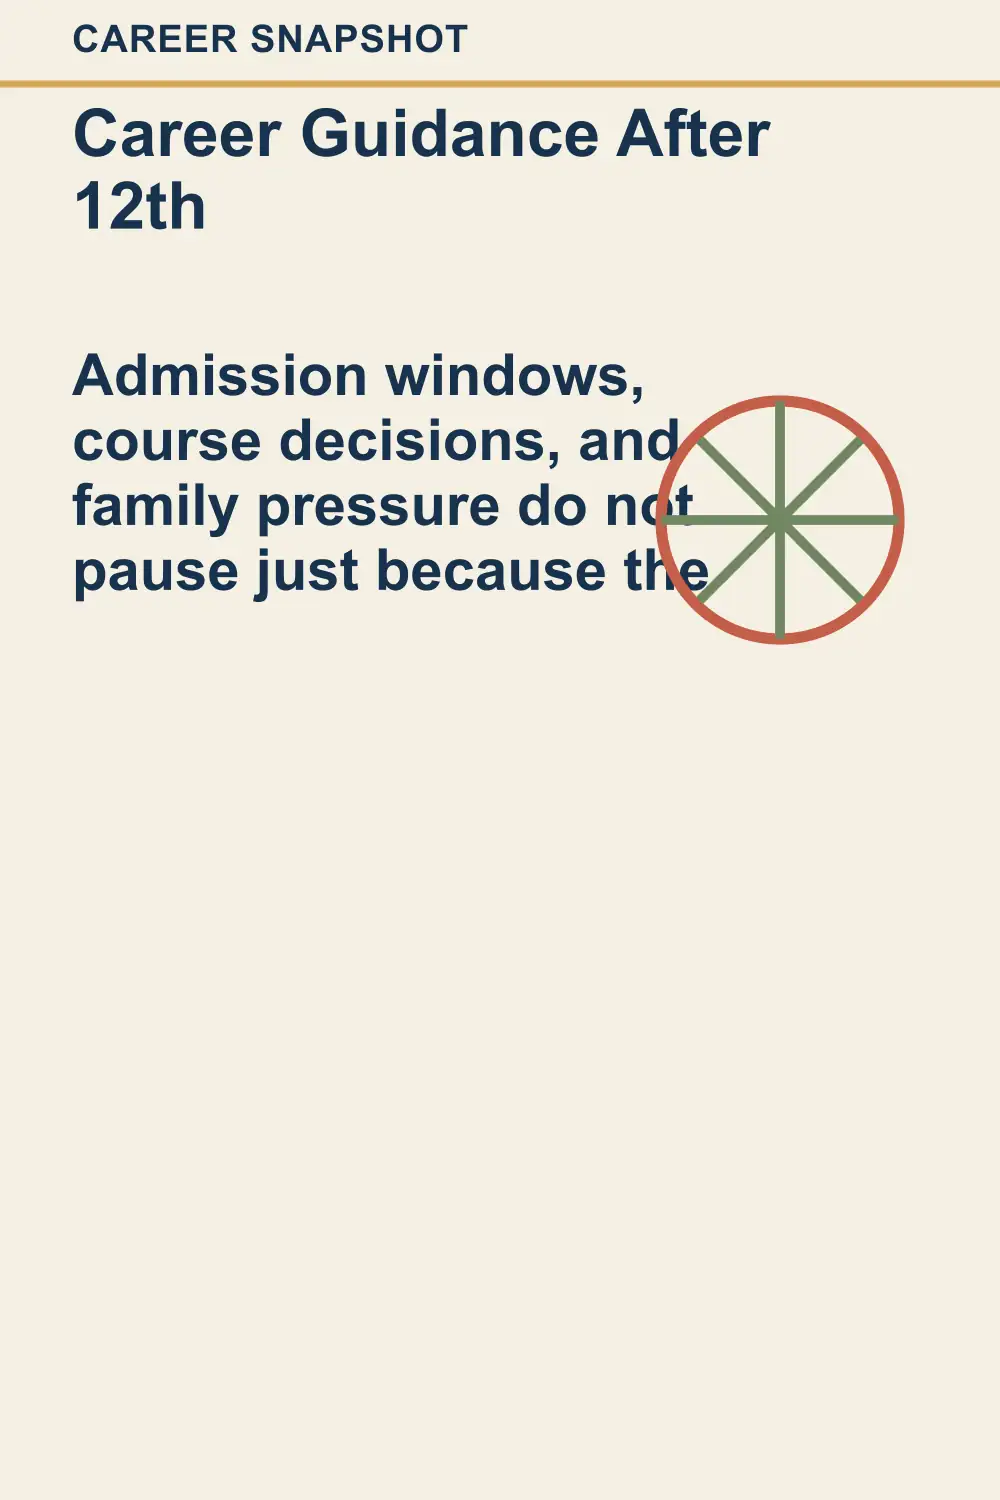 CAREER SNAPSHOT
Career Guidance After
12th
Admission windows,
course decisions, and
family pressure do not
pause just because the